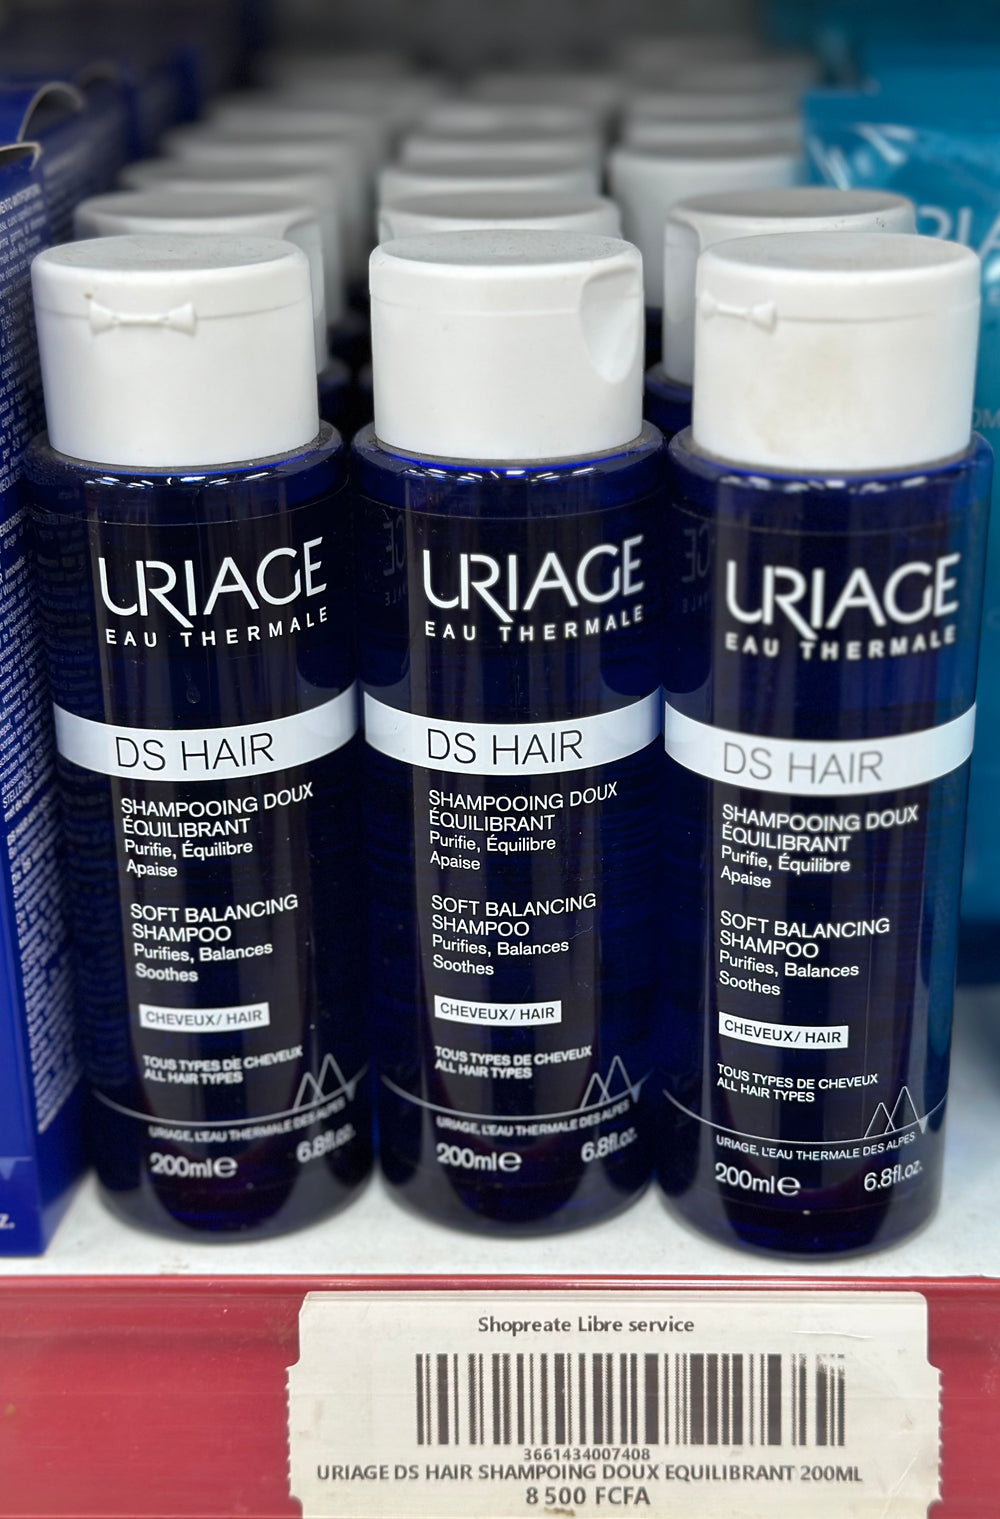 URIAGE
EAU THERMALE
DS HAIR
SHAMPOOING DOUX
ÉQUILIBRANT
Purifie, Équilibre
Apaise
SOFT BALANCING
SHAMPOO
Purifies, Balances
Soothes
CHEVEUX/ HAIR
TOUS TYPES DE CHEVEUX
ALL HAIR TYPES
URIAGE, L'EAU THERMALE DES ALPES
200ml e
6.8fl.oz.
URIAGE
EAU THERMALE
DS HAIR
SHAMPOOING DOUX
ÉQUILIBRANT
Purifie, Équilibre
Apaise
SOFT BALANCING
SHAMPOO
Purifies, Balances
Soothes
CHEVEUX/ HAIR
TOUS TYPES DE CHEVEUX
ALL HAIR TYPES
URIAGE, L'EAU THERMALE DES ALPES
200ml e
6.8fl.oz.
URIAGE
EAU THERMALE
DS HAIR
SHAMPOOING DOUX
ÉQUILIBRANT
Purifie, Équilibre
Apaise
SOFT BALANCING
SHAMPOO
Purifies, Balances
Soothes
CHEVEUX/ HAIR
TOUS TYPES DE CHEVEUX
ALL HAIR TYPES
URIAGE, L'EAU THERMALE DES ALPES
200ml e
6.8fl.oz.
Shopreate Libre service
3661434007408
URIAGE DS HAIR SHAMPOING DOUX EQUILIBRANT 200ML
8 500 FCFA